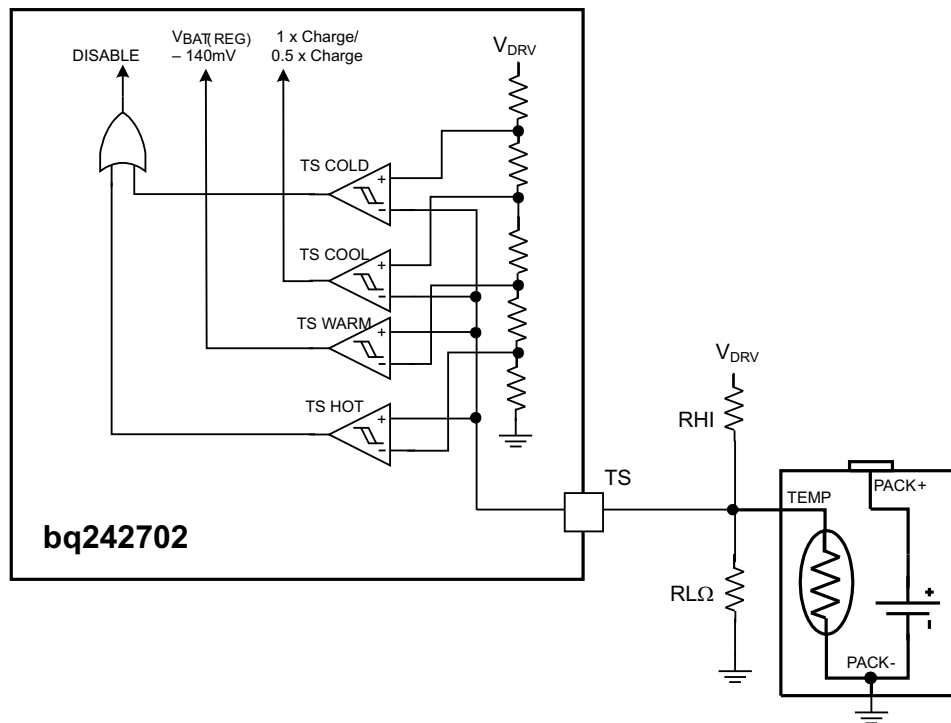 VBAT(REG)
– 140mV
1 x Charge/
0.5 x Charge
DISABLE
VDRV
TS COLD
+
–
TS COOL
+
–
TS WARM
+
–
TS HOT
+
–
VDRV
RHI
TS
TEMP
PACK+
bq242702
RLΩ
+
–
PACK-